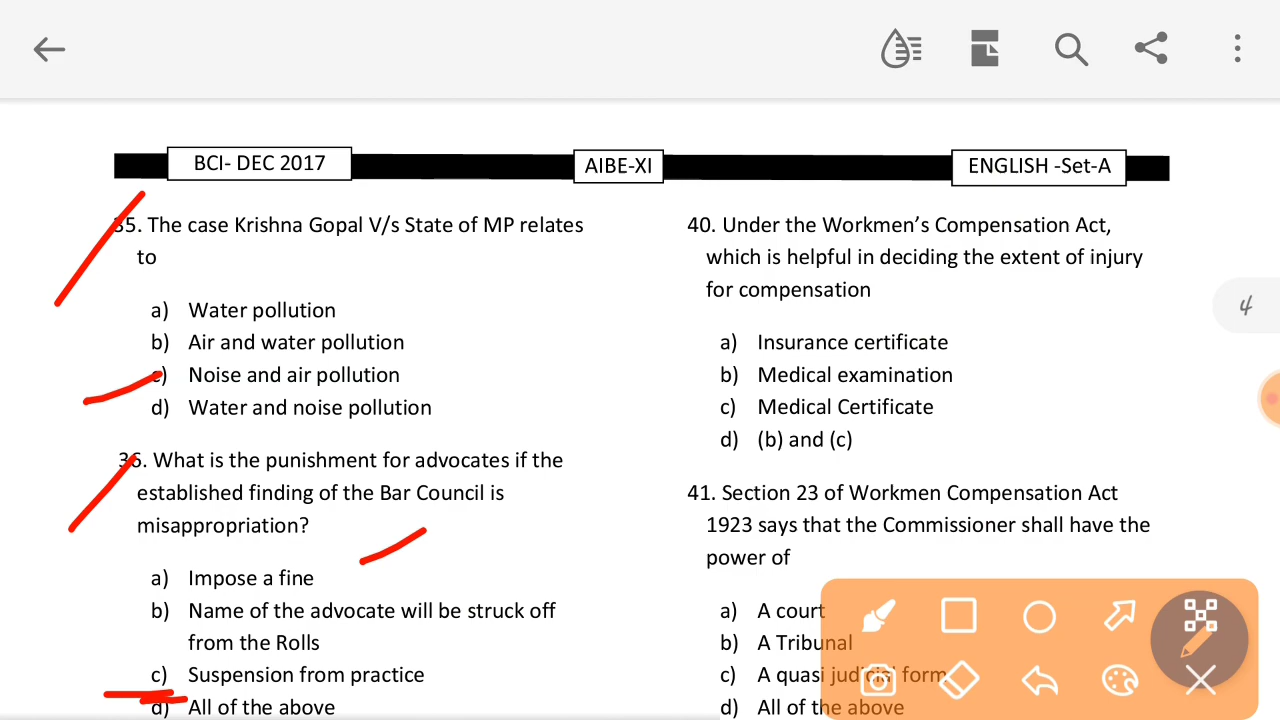 BCI- DEC 2017
AIBE-XI
ENGLISH -Set-A
35. The case Krishna Gopal V/s State of MP relates
to
a) Water pollution
b) Air and water pollution
c) Noise and air pollution
d) Water and noise pollution
36. What is the punishment for advocates if the
established finding of the Bar Council is
misappropriation?
a) Impose a fine
b) Name of the advocate will be struck off
from the Rolls
c) Suspension from practice
d) All of the above
40. Under the Workmen’s Compensation Act,
which is helpful in deciding the extent of injury
for compensation
a) Insurance certificate
b) Medical examination
c) Medical Certificate
d) (b) and (c)
41. Section 23 of Workmen Compensation Act
1923 says that the Commissioner shall have the
power of
a) A court
b) A Tribunal
c) A quasi judicial form
d) All of the above
4